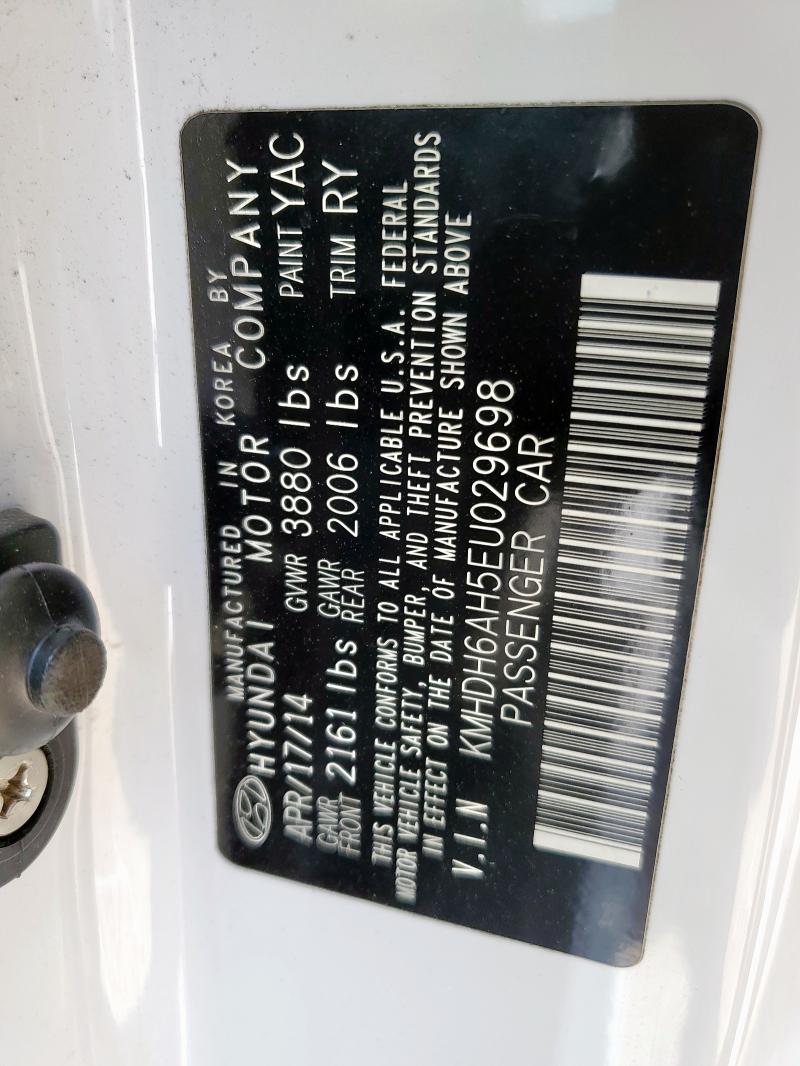 MANUFACTURED IN KOREA BY
HYUNDAI MOTOR COMPANY
APR/17/14 GVWR 3880 lbs PAINT YAC
GAWR FRONT 2161 lbs GAWR REAR 2006 lbs TRIM RY
THIS VEHICLE CONFORMS TO ALL APPLICABLE U.S.A. FEDERAL
MOTOR VEHICLE SAFETY, BUMPER, AND THEFT PREVENTION STANDARDS
IN EFFECT ON THE DATE OF MANUFACTURE SHOWN ABOVE
V.I.N KMHDH6AH5EU029698
PASSENGER CAR